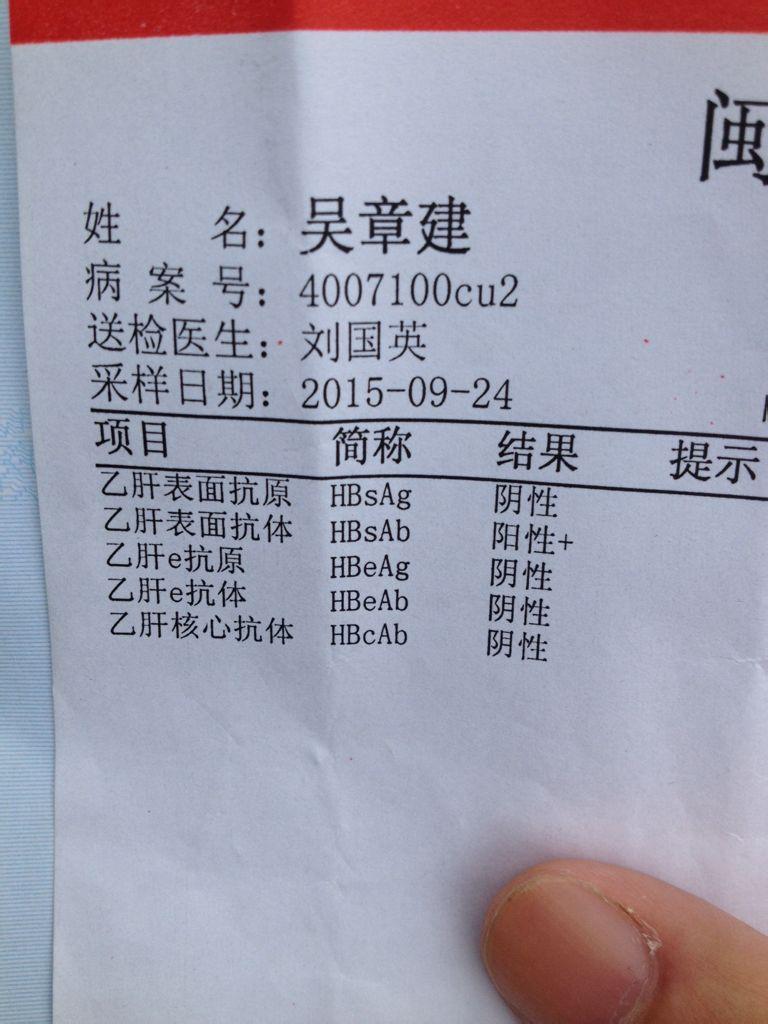 闽
姓 名：吴章建
病 案 号：4007100cu2
送检医生：刘国英
采样日期：2015-09-24
项目 简称 结果 提示
乙肝表面抗原 HBsAg 阴性
乙肝表面抗体 HBsAb 阳性+
乙肝e抗原 HBeAg 阴性
乙肝e抗体 HBeAb 阴性
乙肝核心抗体 HBcAb 阴性